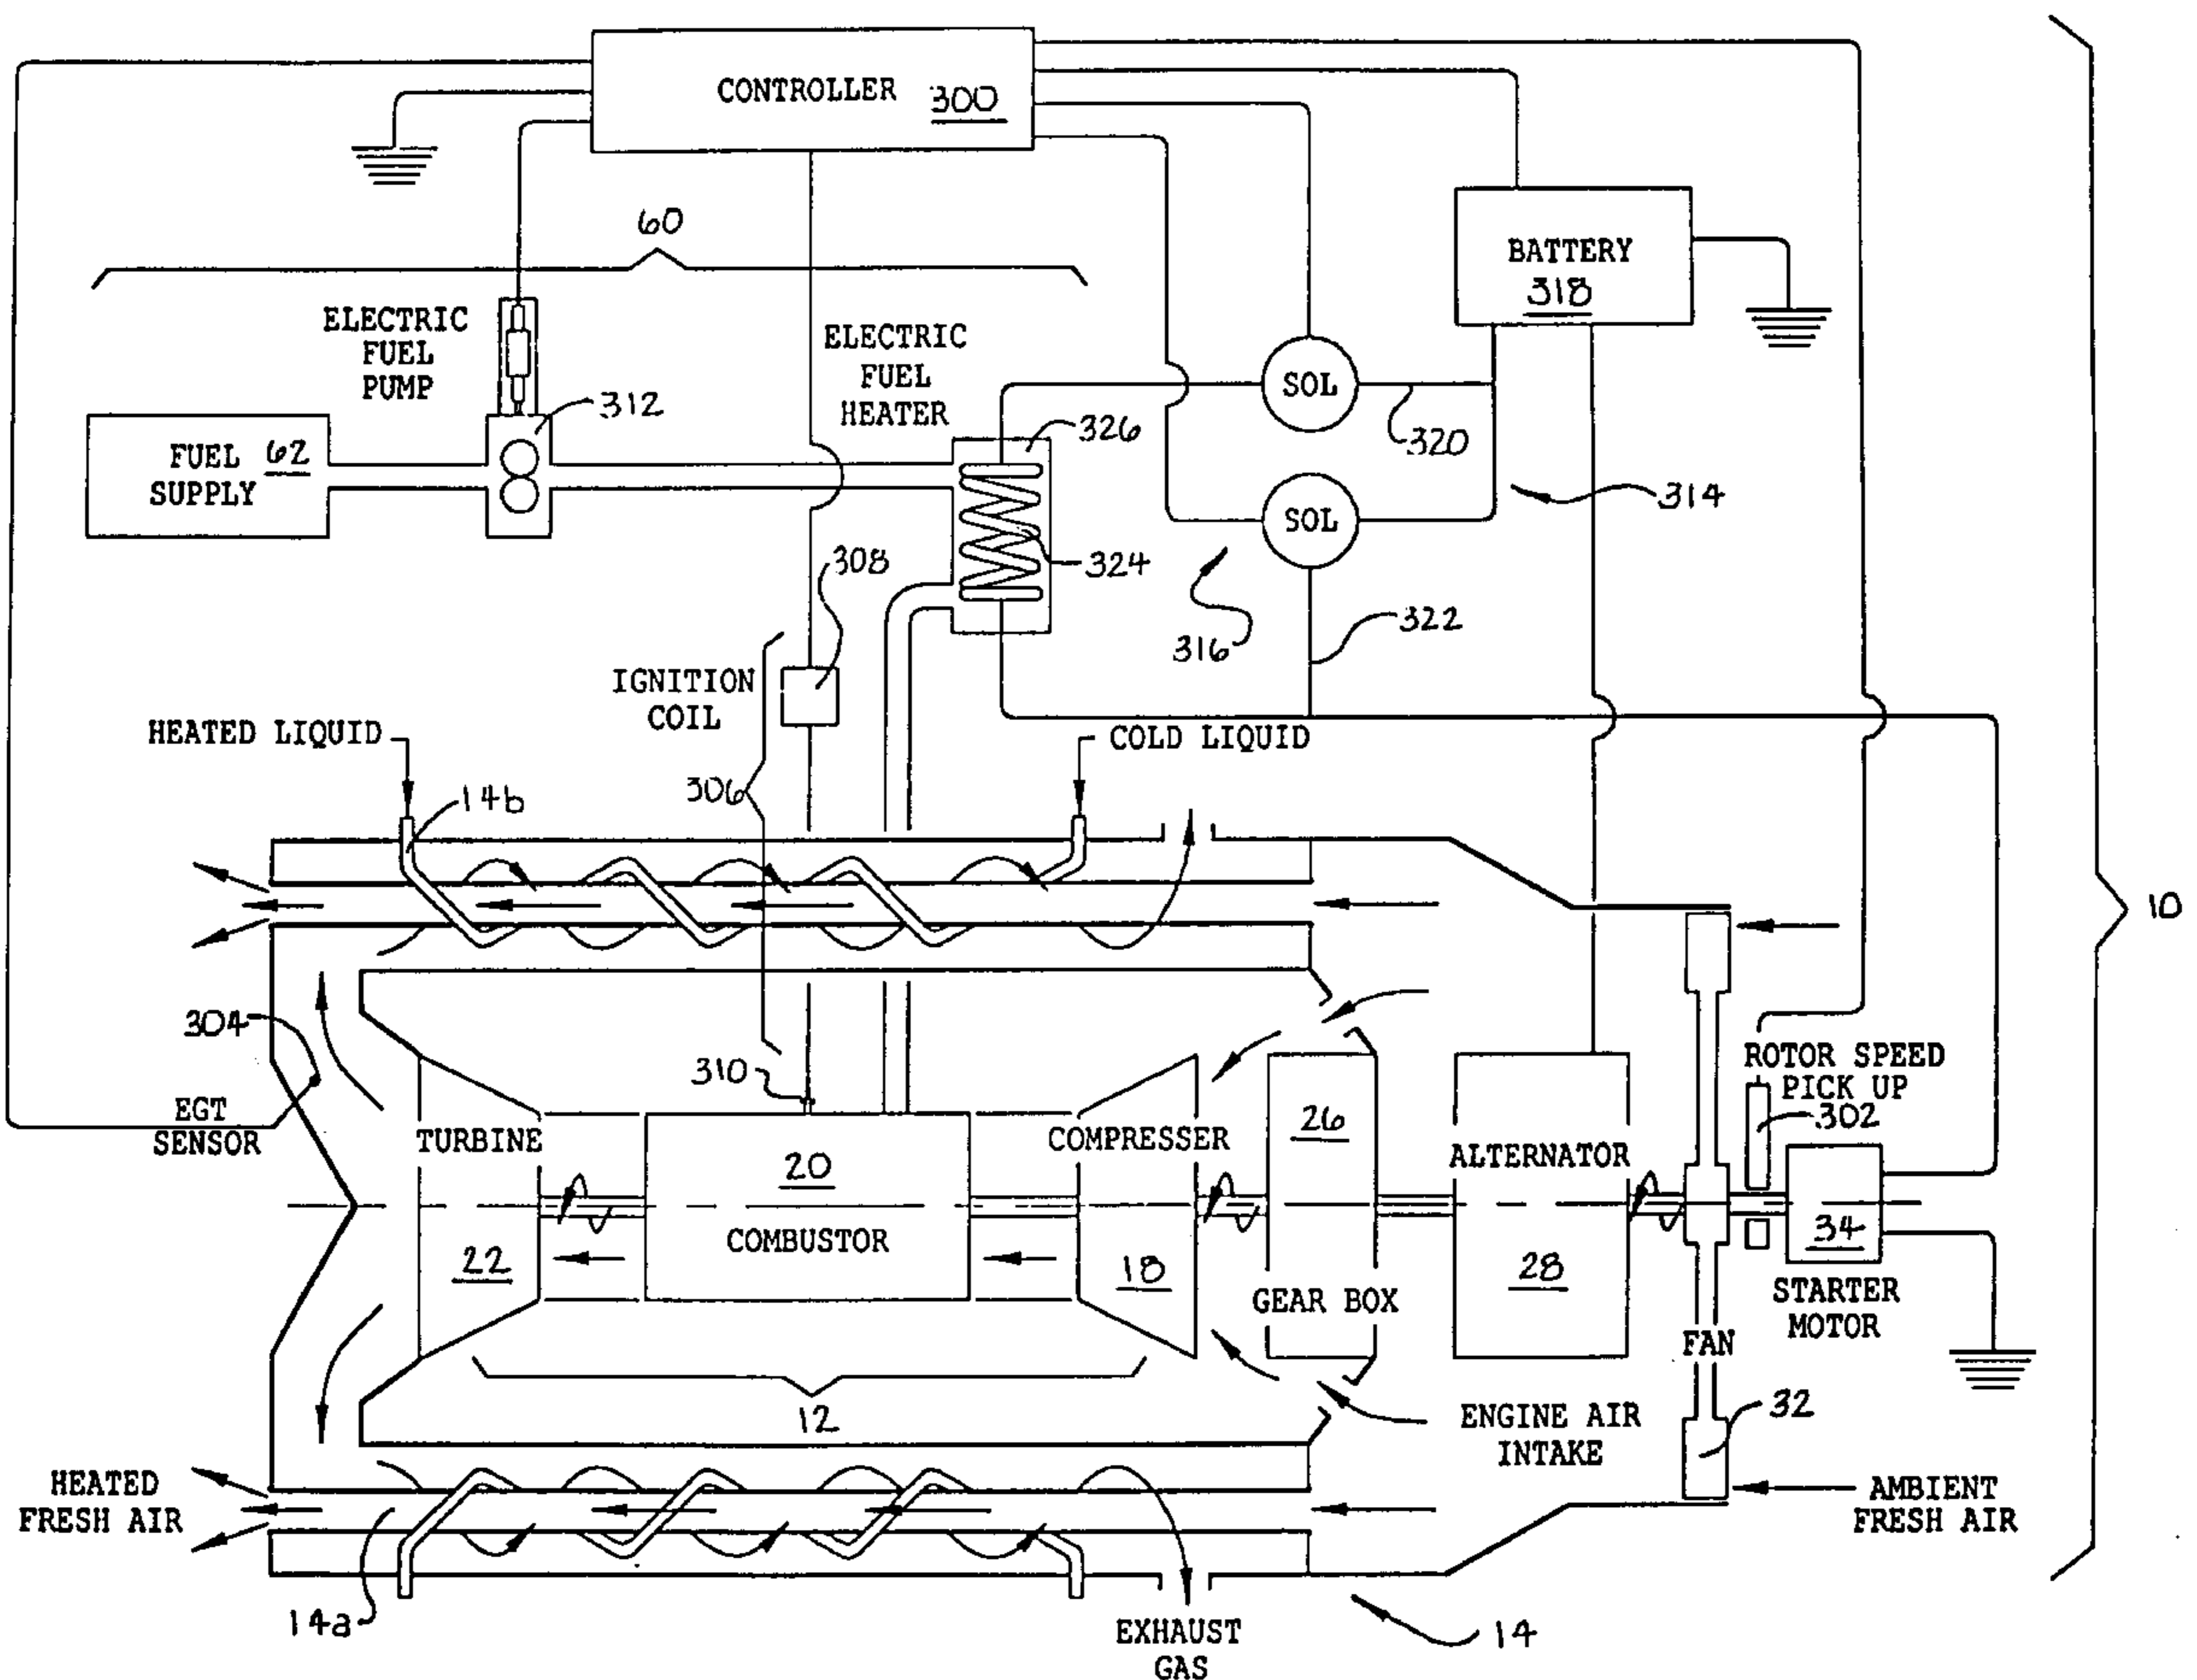 CONTROLLER 300
60
BATTERY
318
ELECTRIC
FUEL
PUMP
ELECTRIC
FUEL
HEATER
312
326
SOL
320
FUEL 62
SUPPLY
SOL
314
308
324
316
322
IGNITION
COIL
HEATED LIQUID
COLD LIQUID
306
14b
10
304
ROTOR SPEED
PICK UP
302
310
EGT
SENSOR
TURBINE
COMPRESSER
26
ALTERNATOR
20
COMBUSTOR
22
18
28
34
GEAR BOX
STARTER
MOTOR
FAN
12
32
ENGINE AIR
INTAKE
HEATED
FRESH AIR
AMBIENT
FRESH AIR
14a
EXHAUST
GAS
14